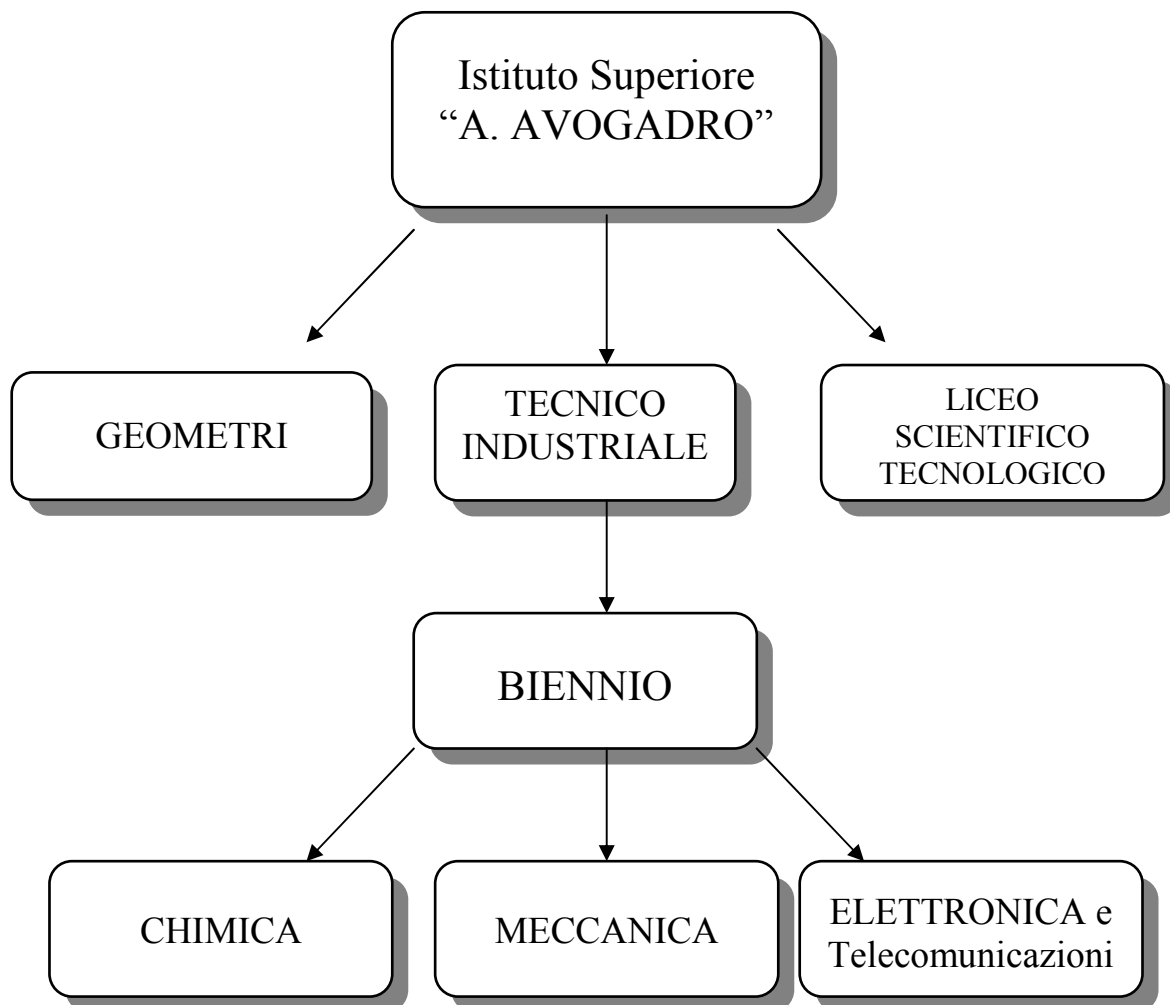 Istituto Superiore
“A. AVOGADRO”
GEOMETRI
TECNICO
INDUSTRIALE
LICEO
SCIENTIFICO
TECNOLOGICO
BIENNIO
CHIMICA
MECCANICA
ELETTRONICA e
Telecomunicazioni